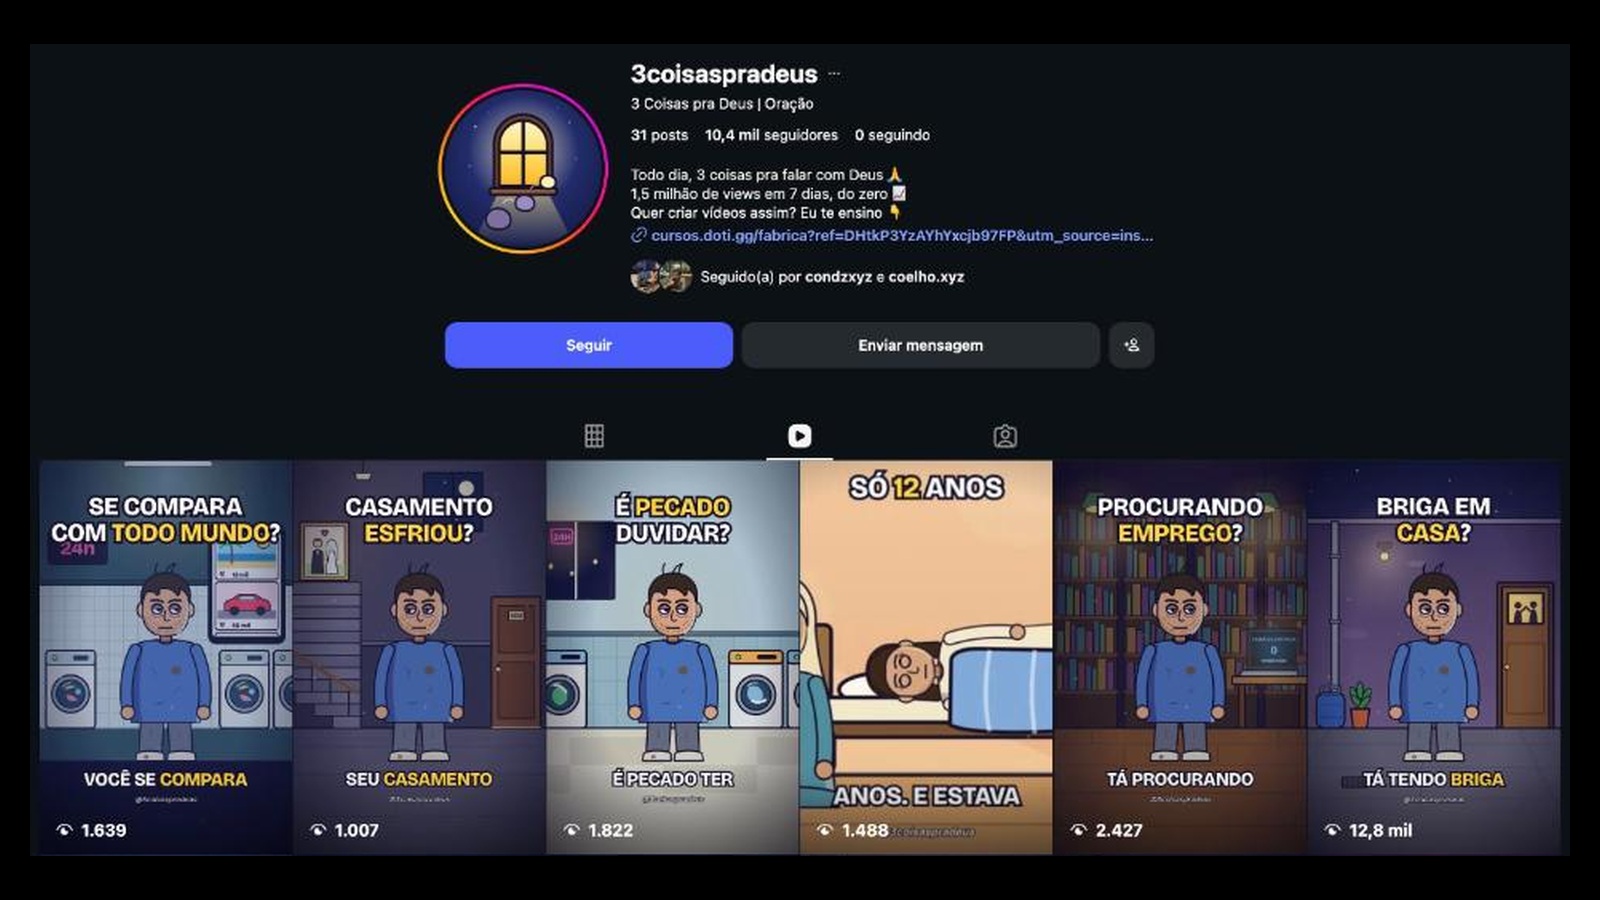 3coisaspradeus ...
3 Coisas pra Deus | Oração
31 posts 10,4 mil seguidores 0 seguindo
Todo dia, 3 coisas pra falar com Deus 🙏
1,5 milhão de views em 7 dias, do zero 📈
Quer criar vídeos assim? Eu te ensino 👇
cursos.doti.gg/fabrica?ref=DHtkP3YzAYhYxcjb97FP&utm_source=ins...
Seguido(a) por condzxyz e coelho.xyz
Seguir
Enviar mensagem
SE COMPARA
COM TODO MUNDO?
24h
VOCÊ SE COMPARA
1.639
CASAMENTO
ESFRIOU?
SEU CASAMENTO
1.007
É PECADO
DUVIDAR?
24H
É PECADO TER
1.822
SÓ 12 ANOS
ANOS. E ESTAVA
1.488
3coisaspradeus
PROCURANDO
EMPREGO?
0
TÁ PROCURANDO
2.427
BRIGA EM
CASA?
TÁ TENDO BRIGA
12,8 mil